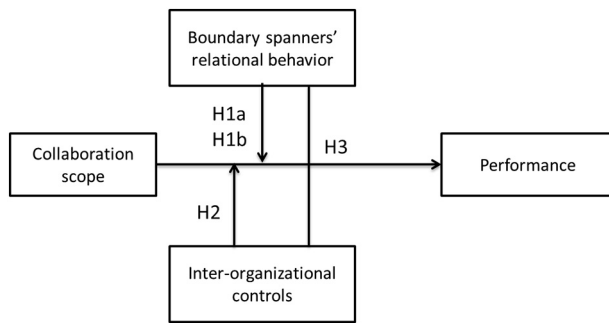 Boundary spanners’
relational behavior
H1a
H1b
H3
Collaboration
scope
Performance
H2
Inter-organizational
controls